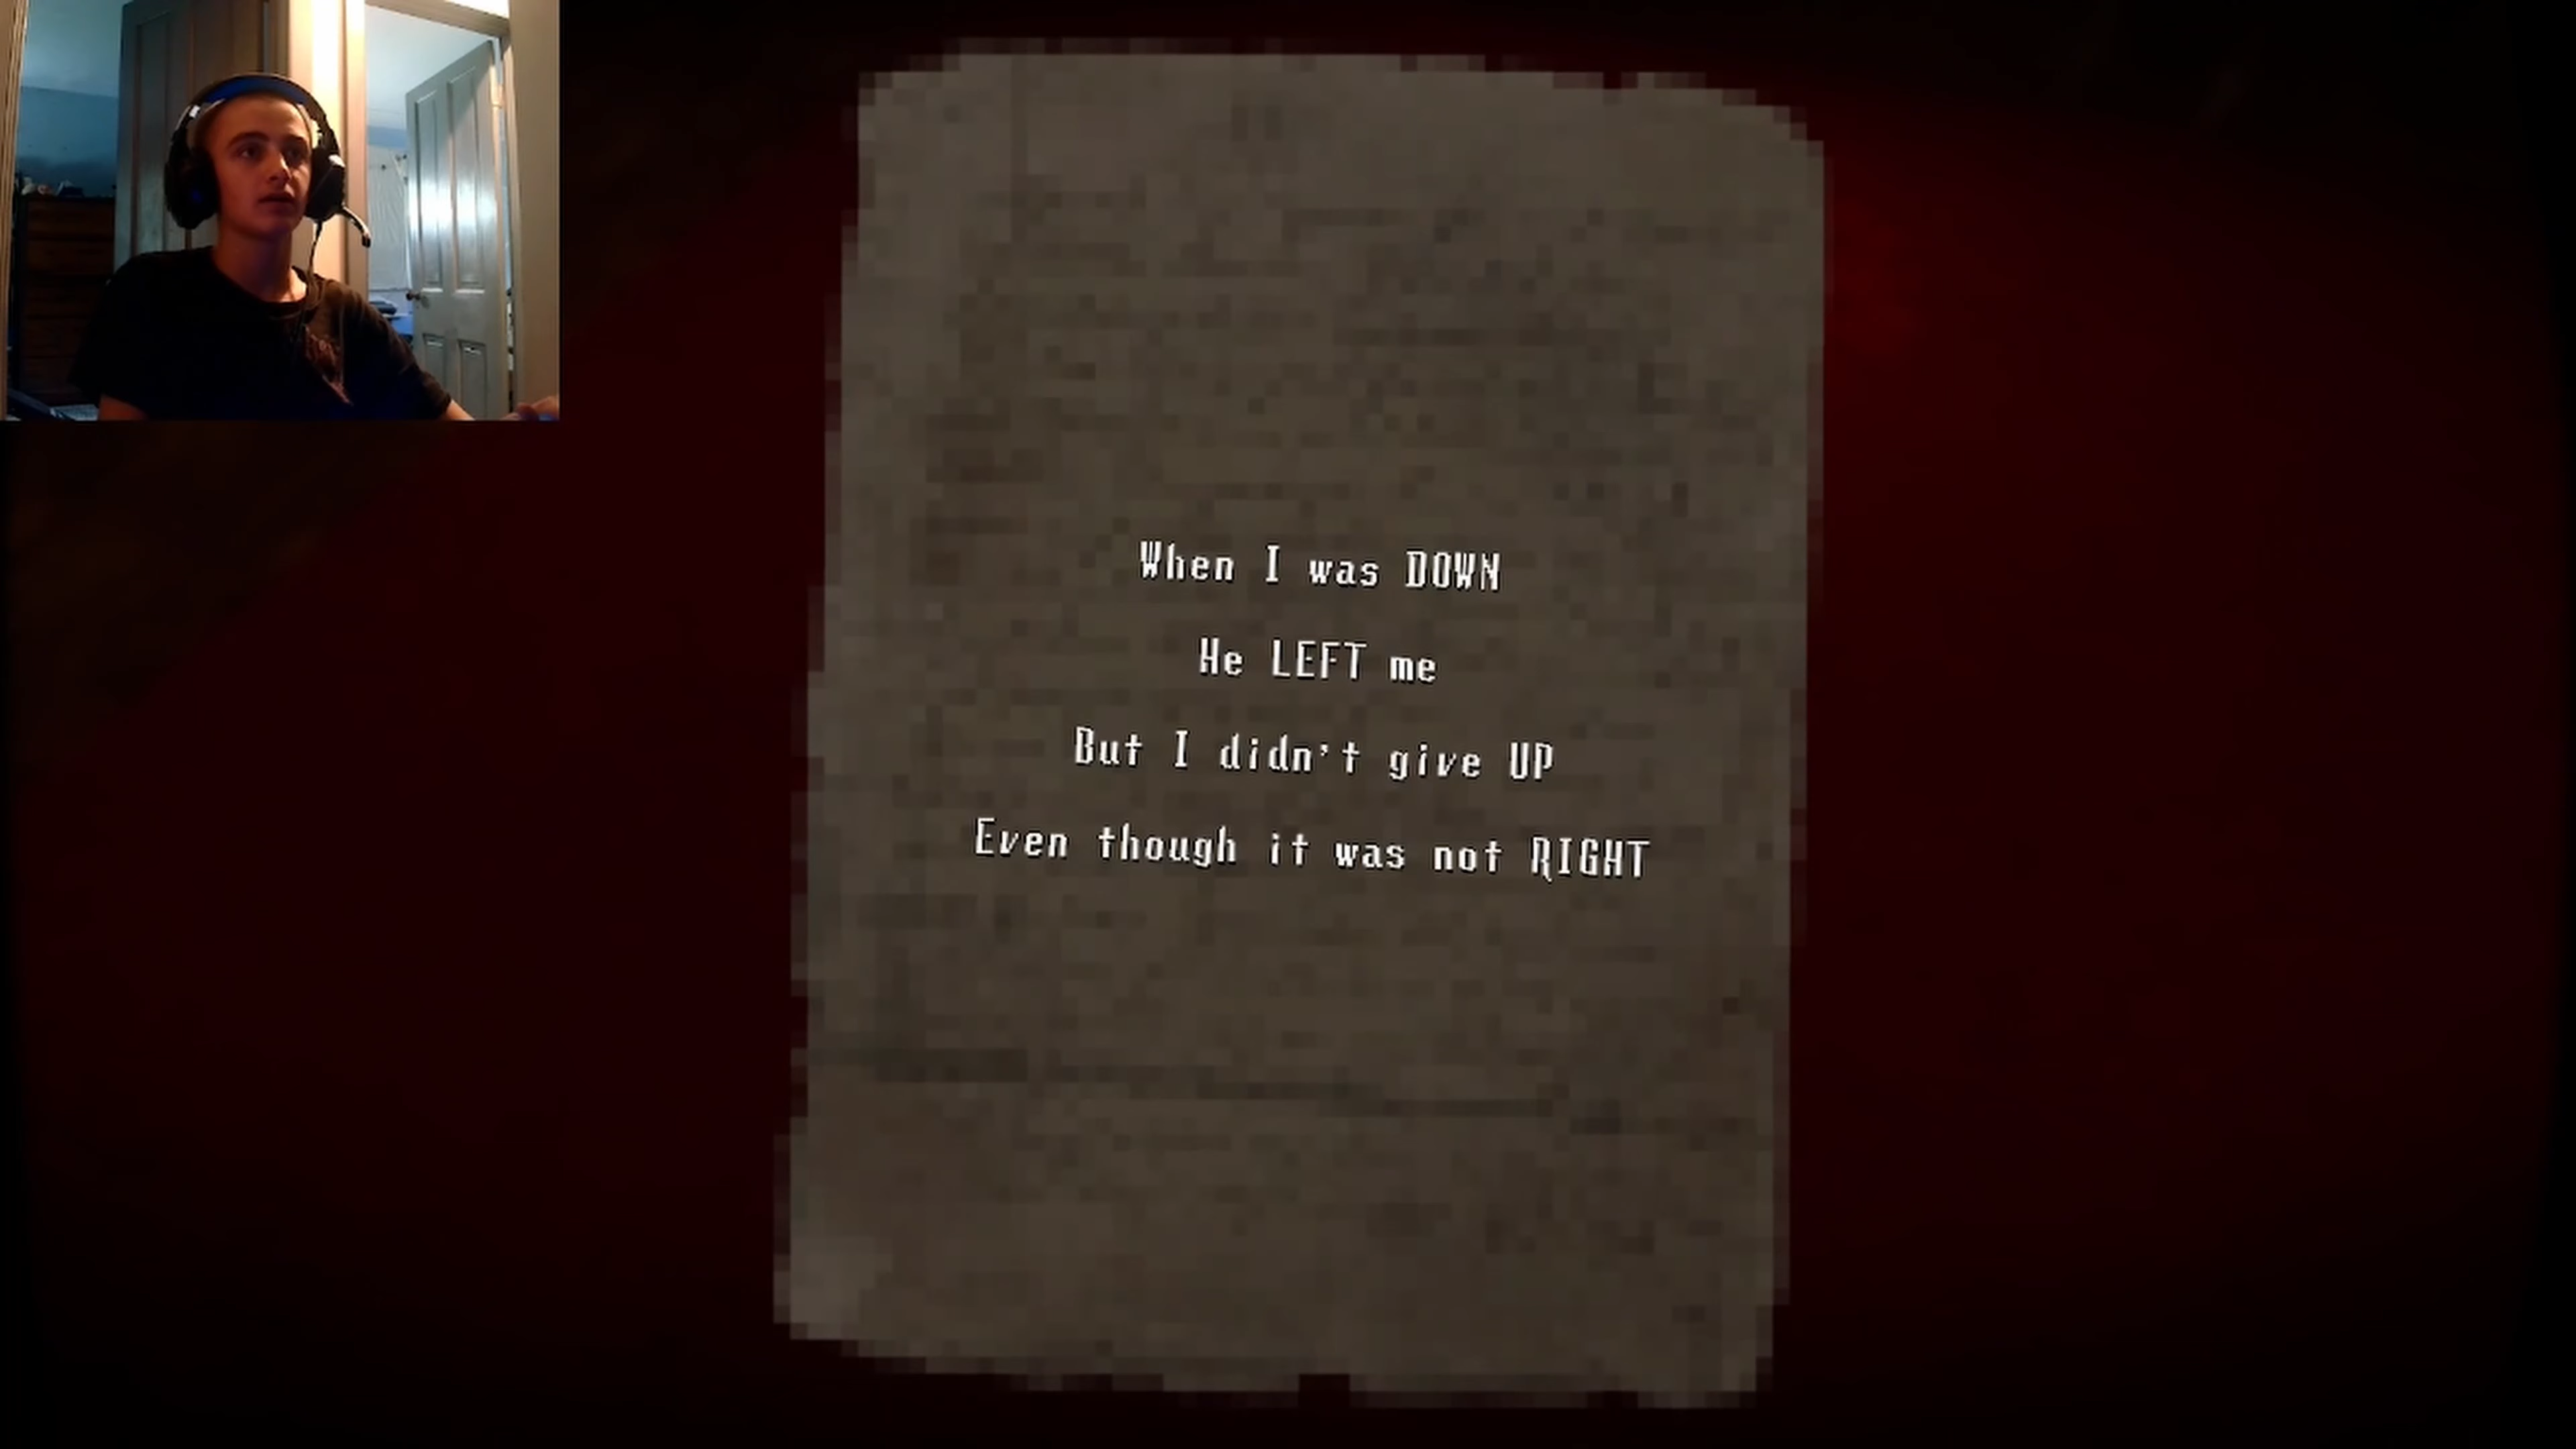 When I was DOWN
He LEFT me
But I didn't give UP
Even though it was not RIGHT